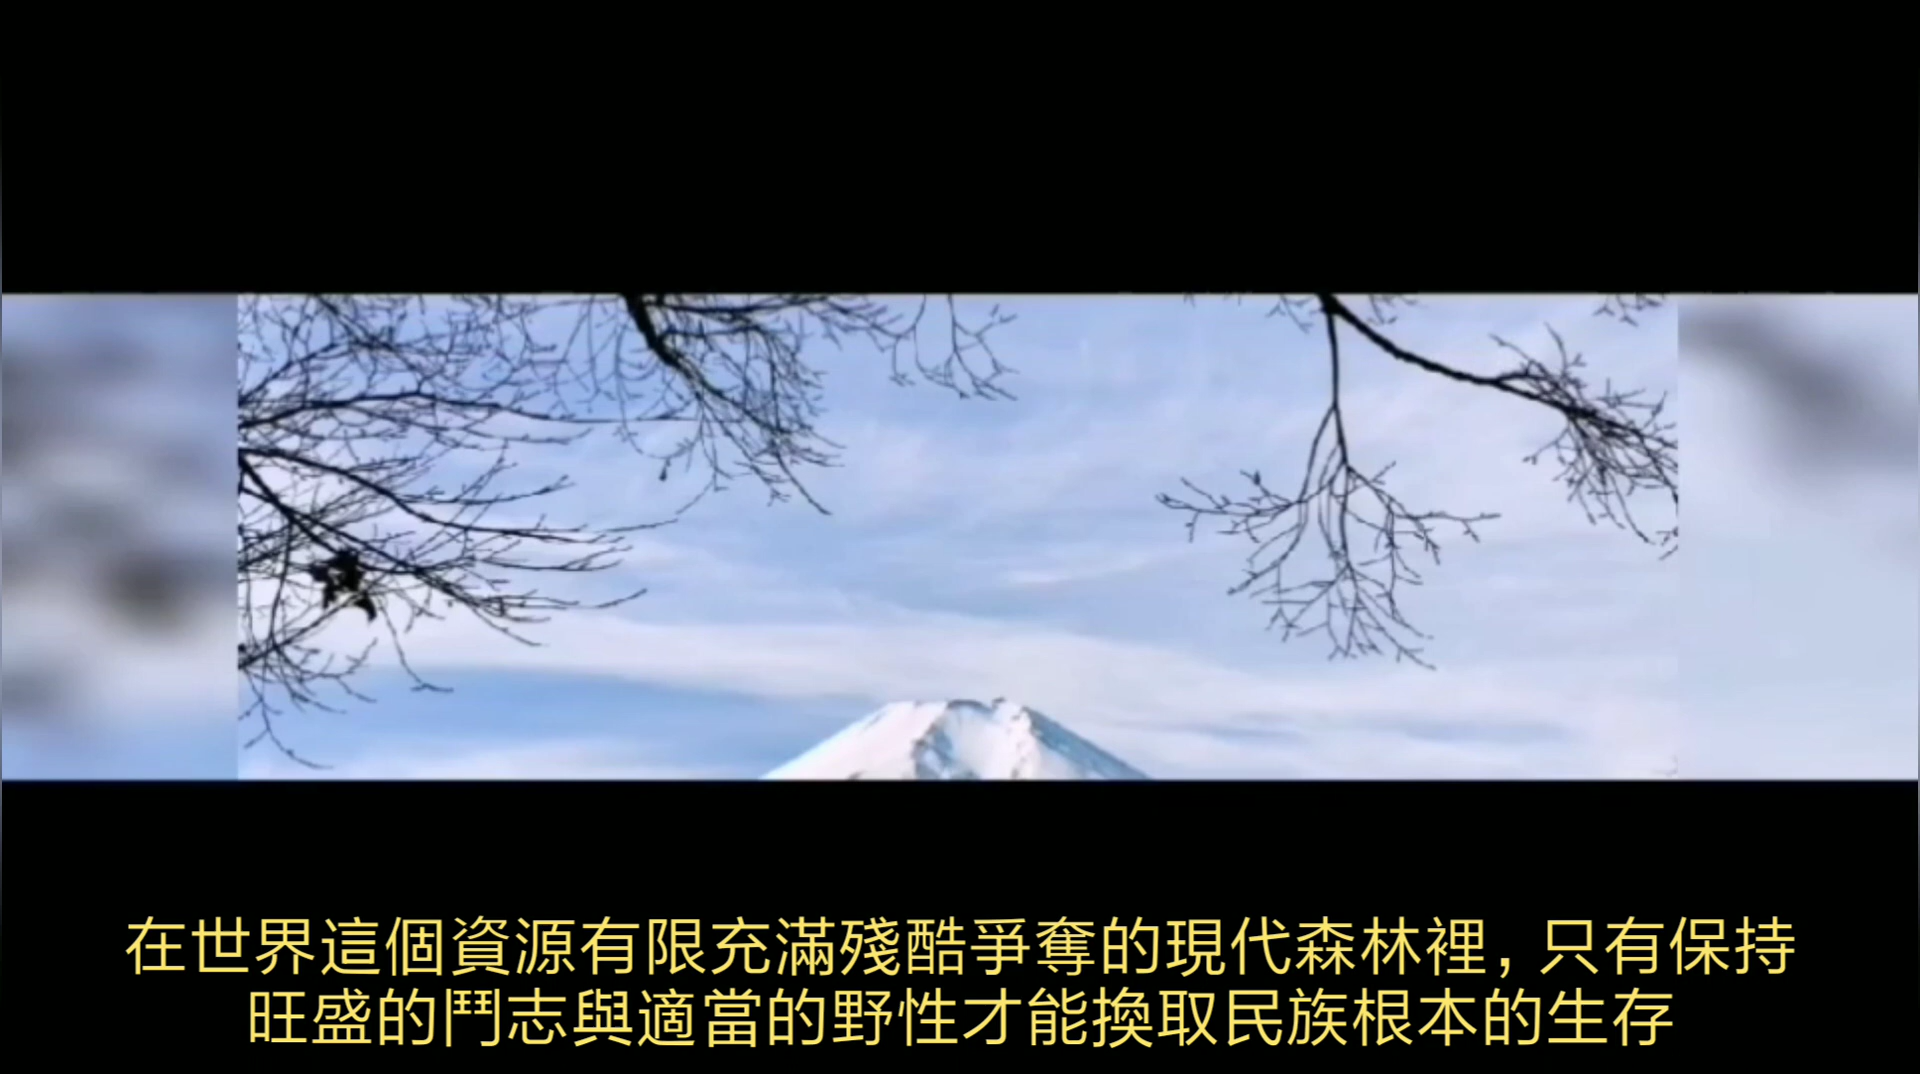 在世界這個資源有限充滿殘酷爭奪的現代森林裡，只有保持
旺盛的鬥志與適當的野性才能換取民族根本的生存